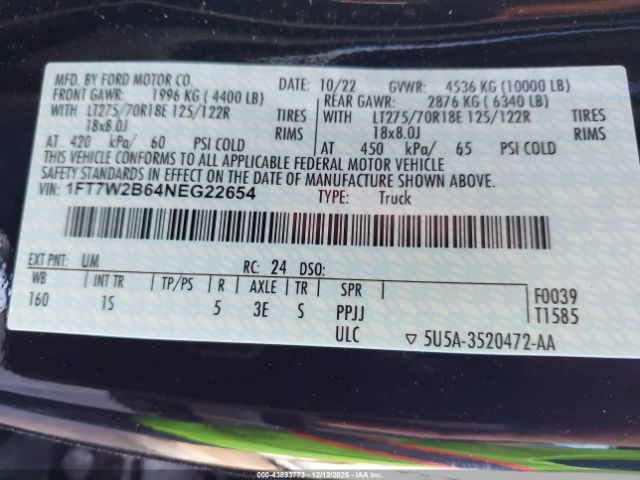 MFD. BY FORD MOTOR CO. DATE: 10/22 GVWR: 4536 KG (10000 LB)
FRONT GAWR: 1996 KG ( 4400 LB) REAR GAWR: 2876 KG ( 6340 LB)
WITH LT275/70R18E 125/122R TIRES WITH LT275/70R18E 125/122R TIRES
18x8.0J RIMS 18x8.0J RIMS
AT 420 kPa/ 60 PSI COLD AT 450 kPa/ 65 PSI COLD
THIS VEHICLE CONFORMS TO ALL APPLICABLE FEDERAL MOTOR VEHICLE
SAFETY STANDARDS IN EFFECT ON THE DATE OF MANUFACTURE SHOWN ABOVE.
VIN: 1FT7W2B64NEG22654 TYPE: Truck
EXT PNT: UM RC: 24 DSO:
WB INT TR TP/PS R AXLE TR SPR F0039
160 1S 5 3E S PPJJ T1585
ULC ▽ 5U5A-3520472-AA
000-43893773 - 12/12/2025 -